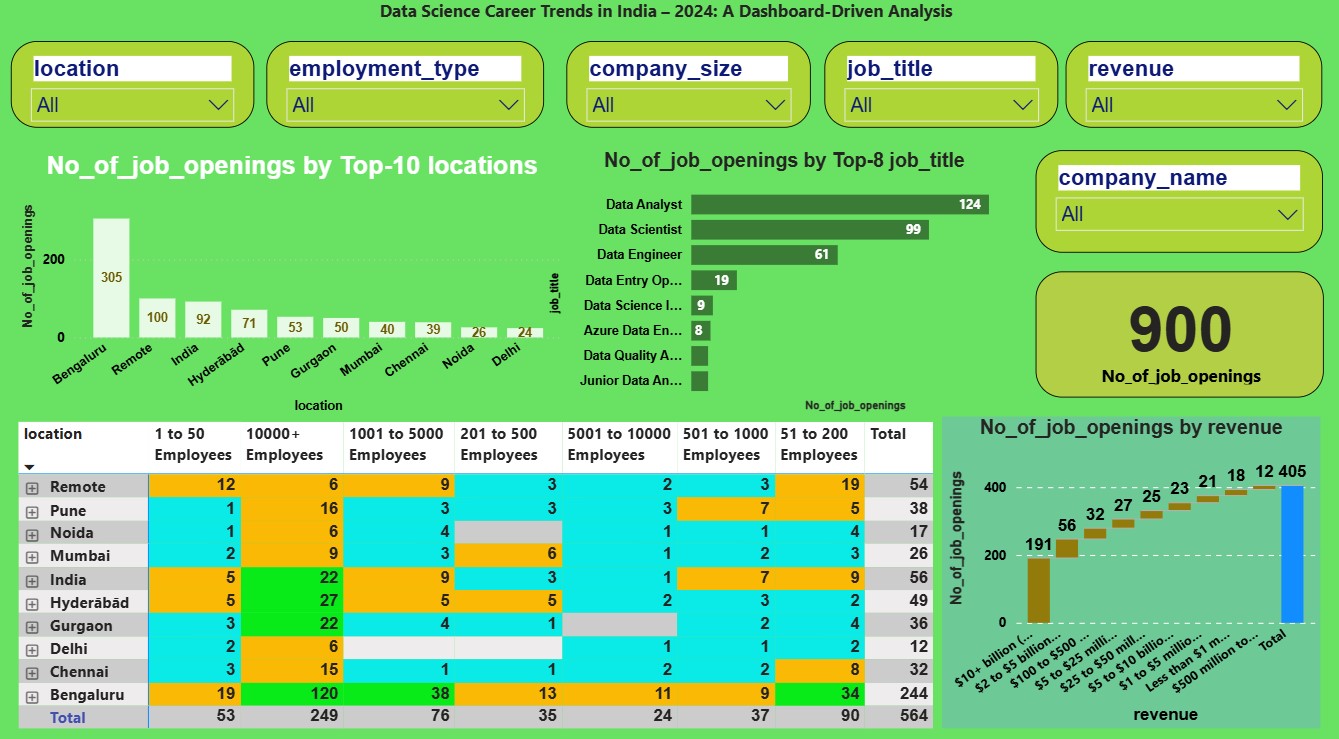 Data Science Career Trends in India – 2024: A Dashboard-Driven Analysis
location employment_type company_size job_title revenue
All All All All All
No_of_job_openings by Top-10 locations
No_of_job_openings
200
0
305 100 92 71 53 50 40 39 26 24
Bengaluru Remote India Hyderābād Pune Gurgaon Mumbai Chennai Noida Delhi
location
No_of_job_openings by Top-8 job_title
job_title
Data Analyst 124
Data Scientist 99
Data Engineer 61
Data Entry Op... 19
Data Science I... 9
Azure Data En... 8
Data Quality A...
Junior Data An...
No_of_job_openings
company_name
All
900
No_of_job_openings
location 1 to 50 Employees 10000+ Employees 1001 to 5000 Employees 201 to 500 Employees 5001 to 10000 Employees 501 to 1000 Employees 51 to 200 Employees Total
Remote 12 6 9 3 2 3 19 54
Pune 1 16 3 3 3 7 5 38
Noida 1 6 4 1 1 4 17
Mumbai 2 9 3 6 1 2 3 26
India 5 22 9 3 1 7 9 56
Hyderābād 5 27 5 5 2 3 2 49
Gurgaon 3 22 4 1 2 4 36
Delhi 2 6 1 1 2 12
Chennai 3 15 1 1 2 2 8 32
Bengaluru 19 120 38 13 11 9 34 244
Total 53 249 76 35 24 37 90 564
No_of_job_openings by revenue
No_of_job_openings
400
200
0
191 56 32 27 25 23 21 18 12 405
$10+ billion (...
$2 to $5 billion...
$100 to $500 ...
$5 to $25 milli...
$25 to $50 mill...
$5 to $10 billio...
$1 to $5 millio...
Less than $1 m...
$500 million to...
Total
revenue